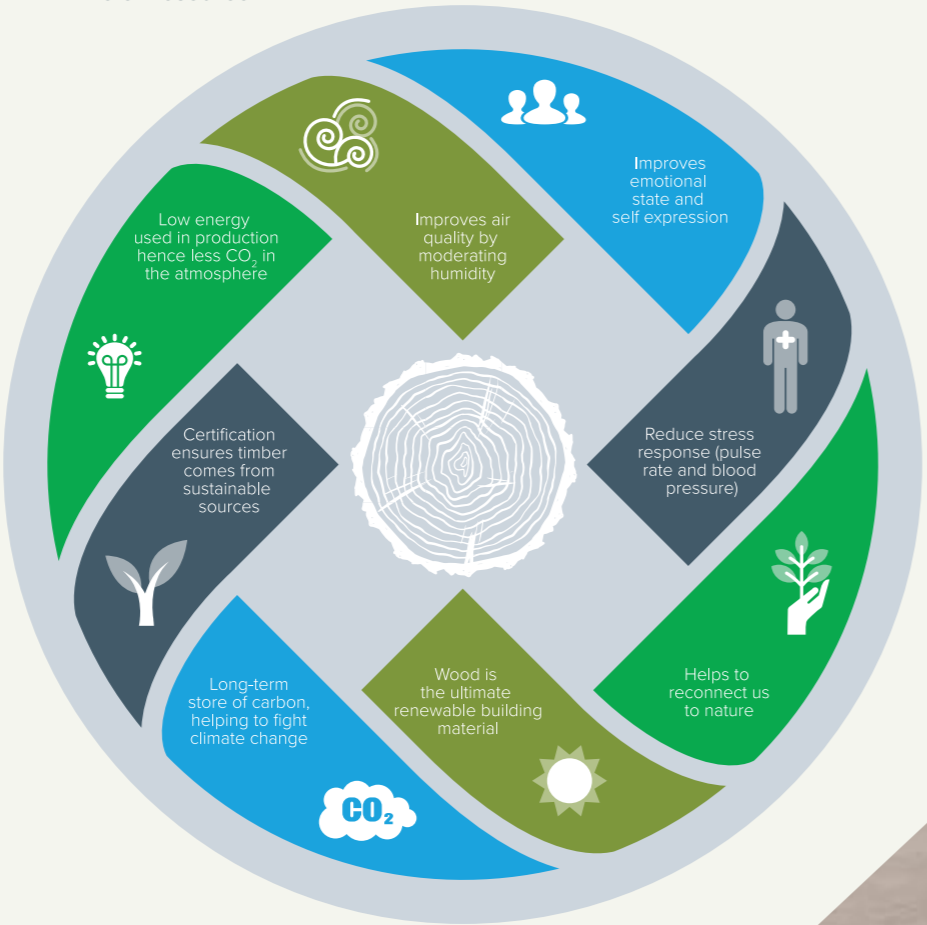 Improves
emotional
state and
self expression
Improves air
quality by
moderating
humidity
Low energy
used in production
hence less CO₂ in
the atmosphere
Certification
ensures timber
comes from
sustainable
sources
Reduce stress
response (pulse
rate and blood
pressure)
Helps to
reconnect us
to nature
Wood is
the ultimate
renewable building
material
Long-term
store of carbon,
helping to fight
climate change
CO₂